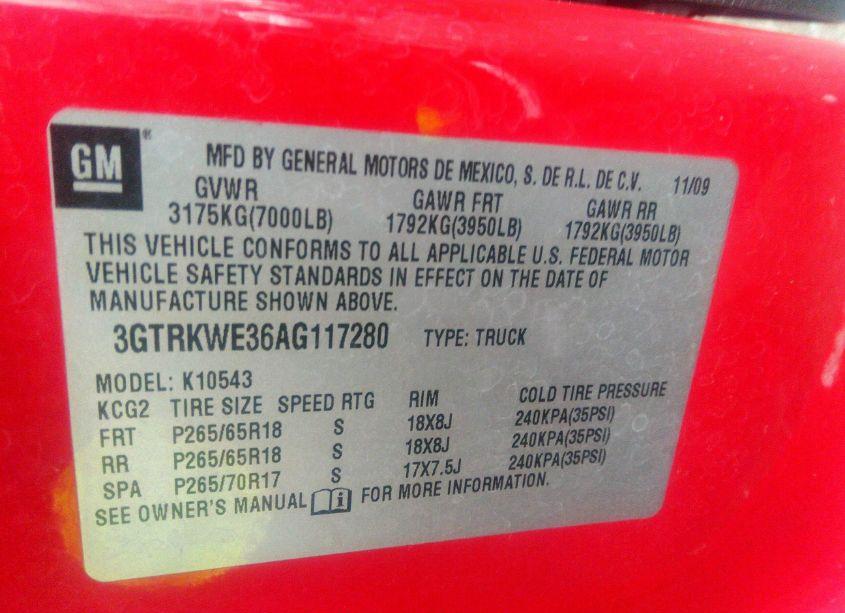 GM ®
MFD BY GENERAL MOTORS DE MEXICO, S. DE R.L. DE C.V. 11/09
GVWR GAWR FRT GAWR RR
3175KG(7000LB) 1792KG(3950LB) 1792KG(3950LB)
THIS VEHICLE CONFORMS TO ALL APPLICABLE U.S. FEDERAL MOTOR
VEHICLE SAFETY STANDARDS IN EFFECT ON THE DATE OF
MANUFACTURE SHOWN ABOVE.
3GTRKWE36AG117280 TYPE: TRUCK
MODEL: K10543
KCG2 TIRE SIZE SPEED RTG RIM COLD TIRE PRESSURE
FRT P265/65R18 S 18X8J 240KPA(35PSI)
RR P265/65R18 S 18X8J 240KPA(35PSI)
SPA P265/70R17 S 17X7.5J 240KPA(35PSI)
SEE OWNER'S MANUAL i FOR MORE INFORMATION.